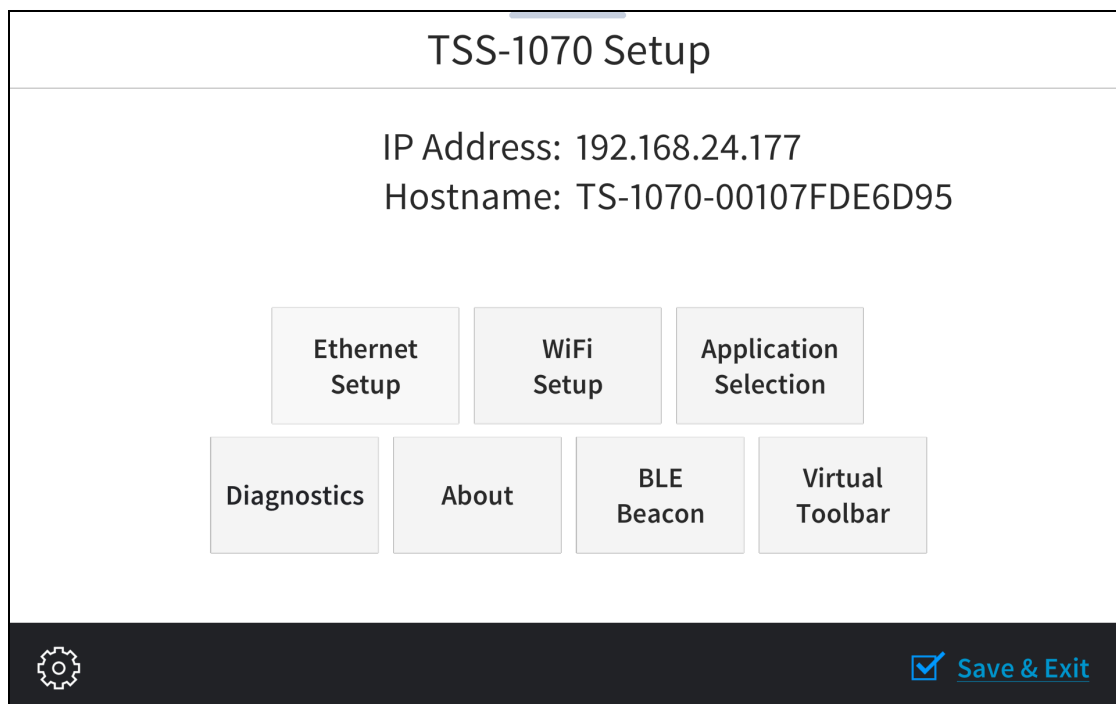 TSS-1070 Setup
IP Address: 192.168.24.177
Hostname: TS-1070-00107FDE6D95
Ethernet
Setup
WiFi
Setup
Application
Selection
Diagnostics
About
BLE
Beacon
Virtual
Toolbar
Save & Exit